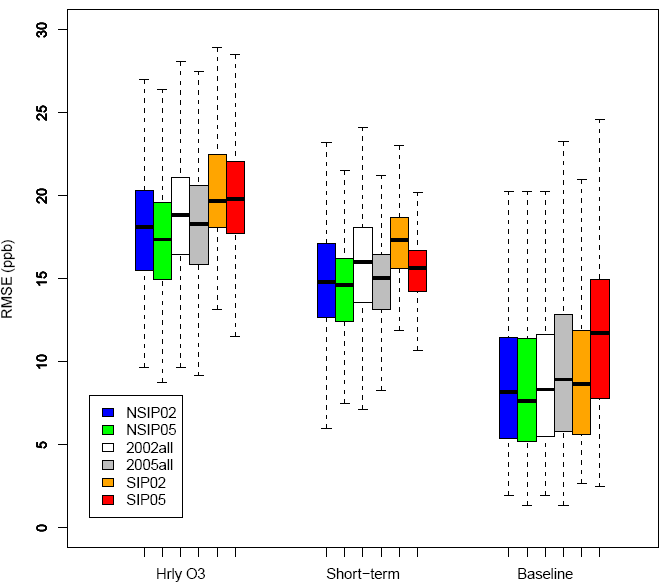 30
25
20
15
10
5
0
RMSE (ppb)
NSIP02
NSIP05
2002all
2005all
SIP02
SIP05
Hrly O3 Short−term Baseline